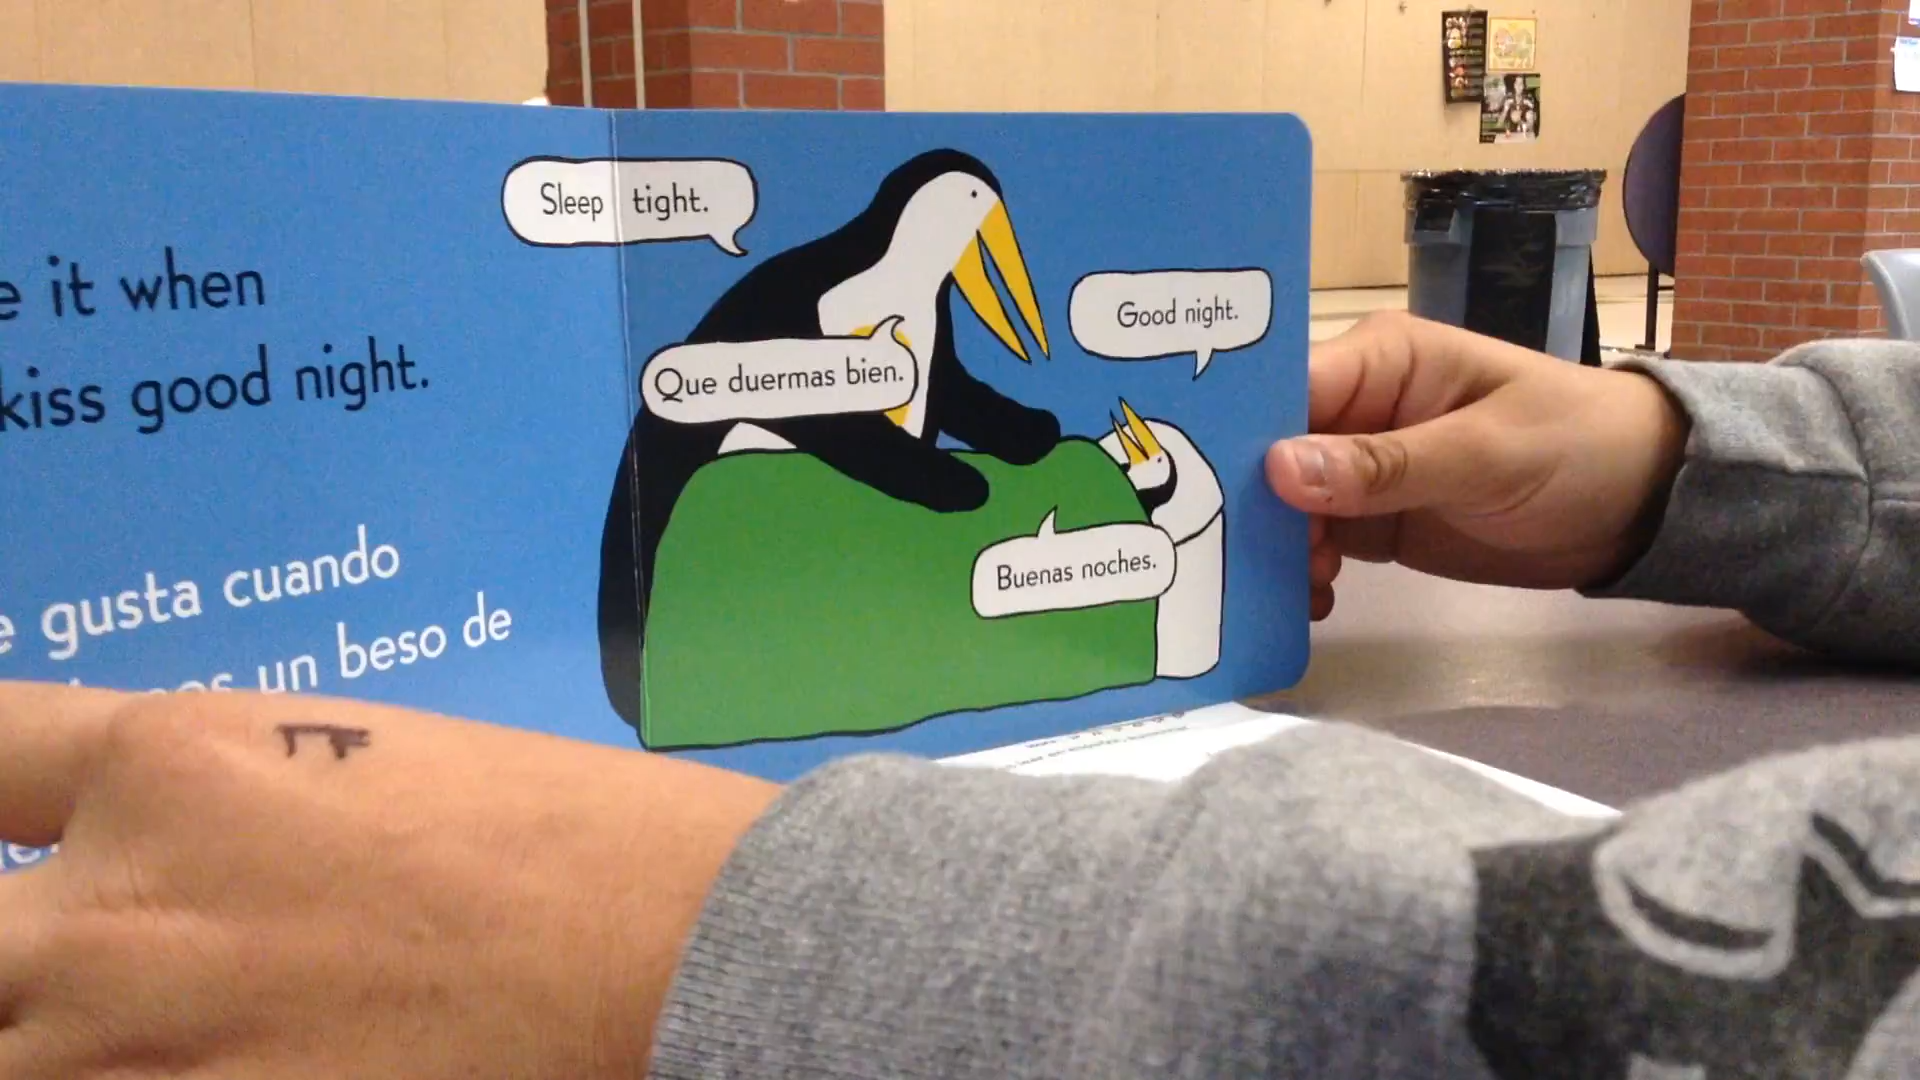 it when
kiss good night.
gusta cuando
un beso de
Sleep tight.
Que duermas bien.
Good night.
Buenas noches.